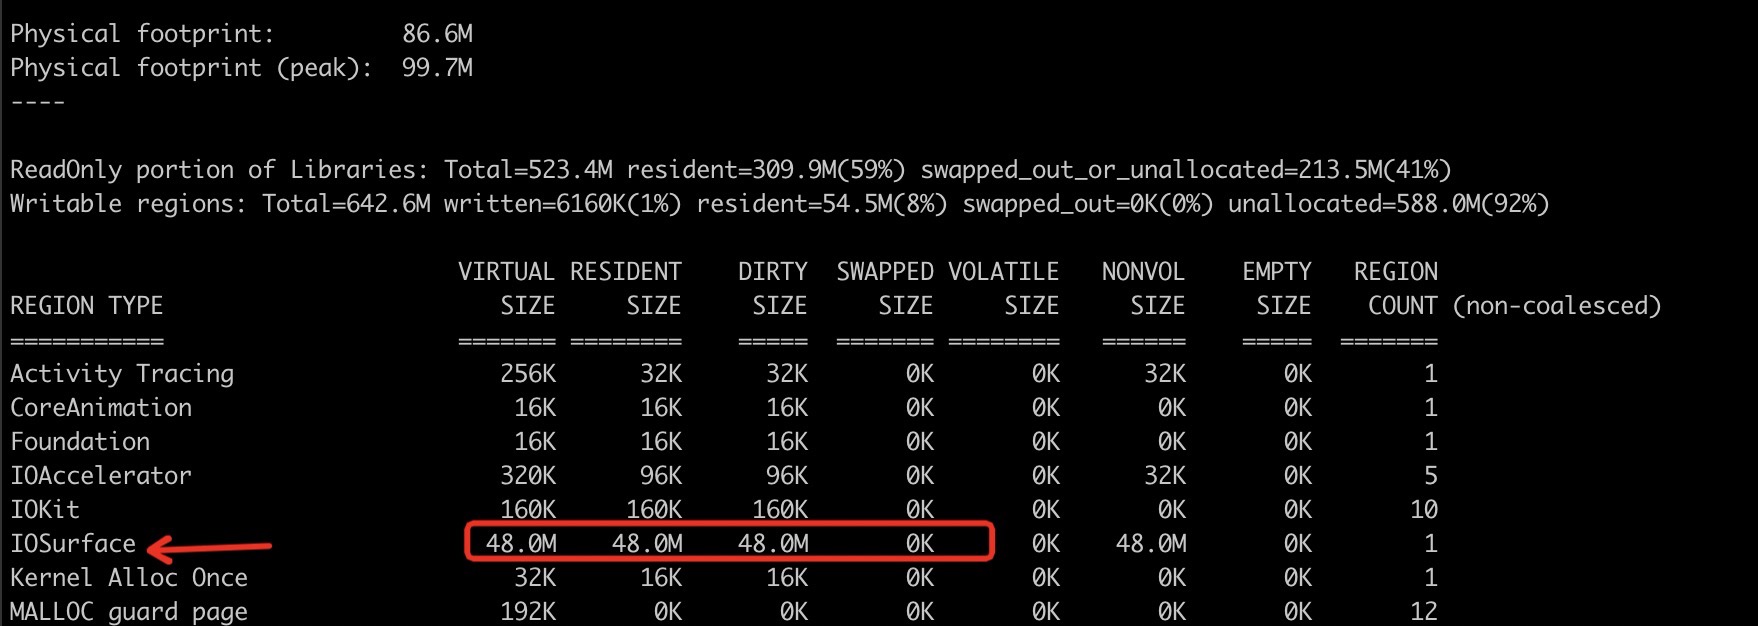 Physical footprint:         86.6M
Physical footprint (peak):  99.7M
----
ReadOnly portion of Libraries: Total=523.4M resident=309.9M(59%) swapped_out_or_unallocated=213.5M(41%)
Writable regions: Total=642.6M written=6160K(1%) resident=54.5M(8%) swapped_out=0K(0%) unallocated=588.0M(92%)
                                VIRTUAL RESIDENT    DIRTY  SWAPPED VOLATILE   NONVOL    EMPTY   REGION
REGION TYPE                        SIZE     SIZE     SIZE     SIZE     SIZE     SIZE     SIZE    COUNT (non-coalesced)
===========                     ======= ========    =====  ======= ========   ======    =====  =======
Activity Tracing                   256K      32K      32K       0K       0K      32K       0K        1
CoreAnimation                       16K      16K      16K       0K       0K       0K       0K        1
Foundation                          16K      16K      16K       0K       0K       0K       0K        1
IOAccelerator                      320K      96K      96K       0K       0K      32K       0K        5
IOKit                              160K     160K     160K       0K       0K       0K       0K       10
IOSurface                         48.0M    48.0M    48.0M       0K       0K    48.0M       0K        1
Kernel Alloc Once                   32K      16K      16K       0K       0K       0K       0K        1
MALLOC guard page                  192K       0K       0K       0K       0K       0K       0K       12